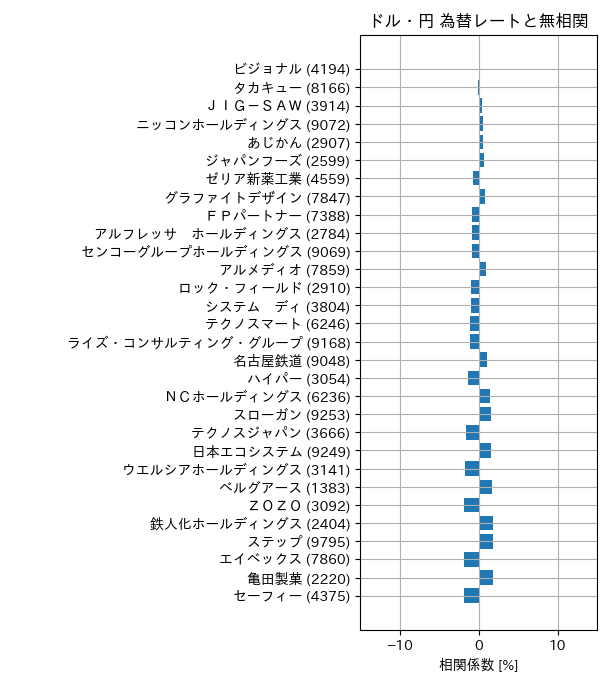 ドル・円 為替レートと無相関
ビジョナル (4194)
タカキュー (8166)
ＪＩＧ－ＳＡＷ (3914)
ニッコンホールディングス (9072)
あじかん (2907)
ジャパンフーズ (2599)
ゼリア新薬工業 (4559)
グラファイトデザイン (7847)
ＦＰパートナー (7388)
アルフレッサ　ホールディングス (2784)
センコーグループホールディングス (9069)
アルメディオ (7859)
ロック・フィールド (2910)
システム　ディ (3804)
テクノスマート (6246)
ライズ・コンサルティング・グループ (9168)
名古屋鉄道 (9048)
ハイパー (3054)
ＮＣホールディングス (6236)
スローガン (9253)
テクノスジャパン (3666)
日本エコシステム (9249)
ウエルシアホールディングス (3141)
ベルグアース (1383)
ＺＯＺＯ (3092)
鉄人化ホールディングス (2404)
ステップ (9795)
エイベックス (7860)
亀田製菓 (2220)
セーフィー (4375)
−10 0 10
相関係数 [%]